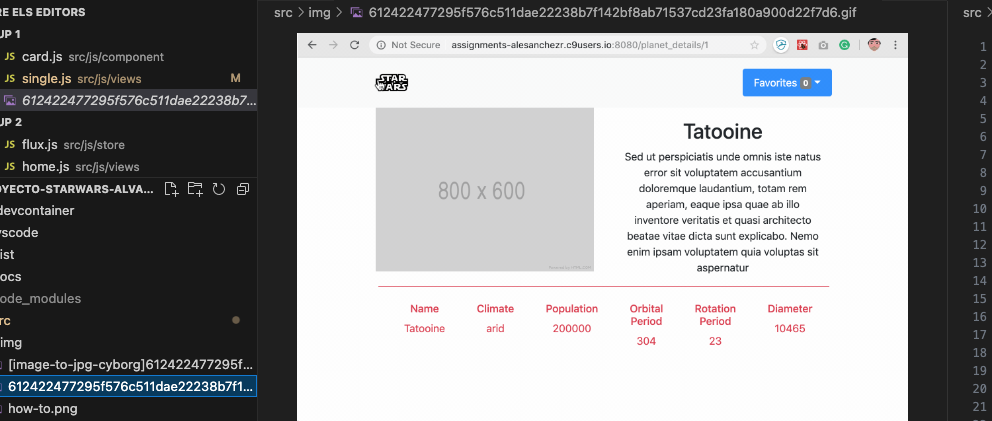 RE ELS EDITORS
UP 1
JS card.js src/js/component
JS single.js src/js/views M
612422477295f576c511dae22238b7...
UP 2
JS flux.js src/js/store
JS home.js src/js/views
OYECTO-STARWARS-ALVA...
devcontainer
vscode
ist
ocs
ode_modules
rc
img
[image-to-jpg-cyborg]612422477295f...
612422477295f576c511dae22238b7f1...
how-to.png
src > img > 612422477295f576c511dae22238b7f142bf8ab71537cd23fa180a900d22f7d6.gif
Not Secure assignments-alesanchezr.c9users.io:8080/planet_details/1
STAR
WARS
Favorites 0
800 x 600
Tatooine
Sed ut perspiciatis unde omnis iste natus
error sit voluptatem accusantium
doloremque laudantium, totam rem
aperiam, eaque ipsa quae ab illo
inventore veritatis et quasi architecto
beatae vitae dicta sunt explicabo. Nemo
enim ipsam voluptatem quia voluptas sit
aspernatur
Name Climate Population Orbital Period Rotation Period Diameter
Tatooine arid 200000 304 23 10465
src >
1
2
3
4
5
6
7
8
9
10
11
12
13
14
15
16
17
18
19
20
21